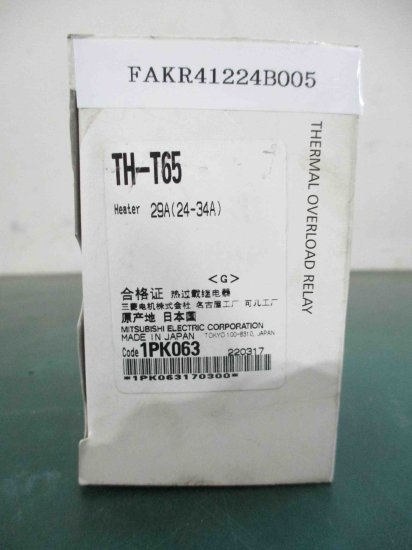 FAKR41224B005
THERMAL OVERLOAD RELAY
TH-T65
Heater 29A(24-34A)
<G>
合格证 热过载继电器
三菱电机株式会社 名古屋工厂 可儿工厂
原产地 日本国
MITSUBISHI ELECTRIC CORPORATION
MADE IN JAPAN TOKYO 100-8310, JAPAN
Code 1PK063 220317
*1PK063170300*